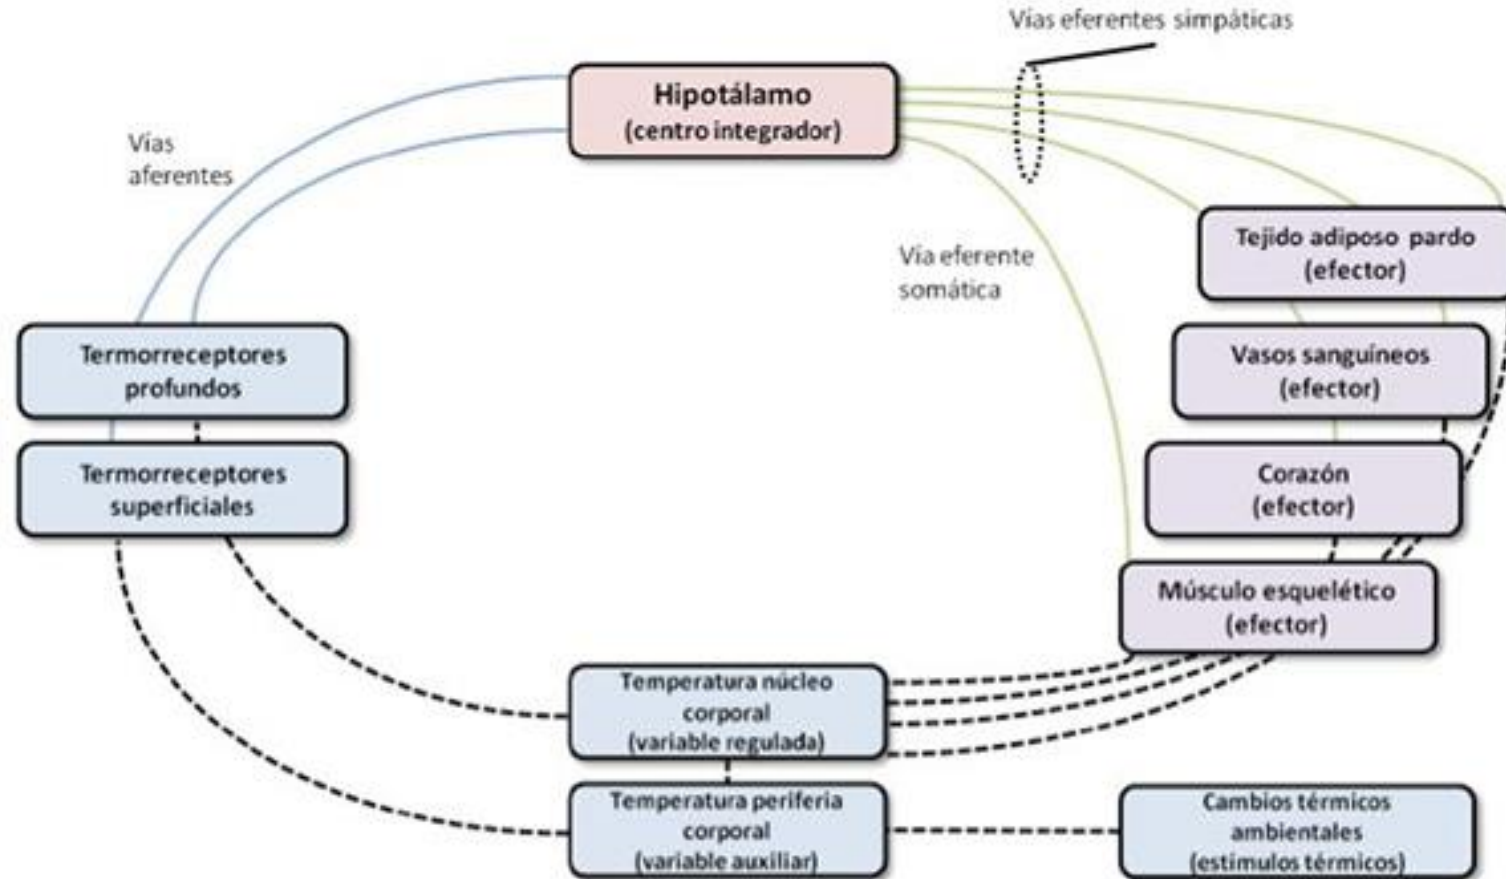 Vías eferentes simpáticas
Hipotálamo
(centro integrador)
Vías
aferentes
Tejido adiposo pardo
(efector)
Vía eferente
somática
Termorreceptores
profundos
Vasos sanguíneos
(efector)
Termorreceptores
superficiales
Corazón
(efector)
Músculo esquelético
(efector)
Temperatura núcleo
corporal
(variable regulada)
Temperatura periferia
corporal
(variable auxiliar)
Cambios térmicos
ambientales
(estimulos térmicos)